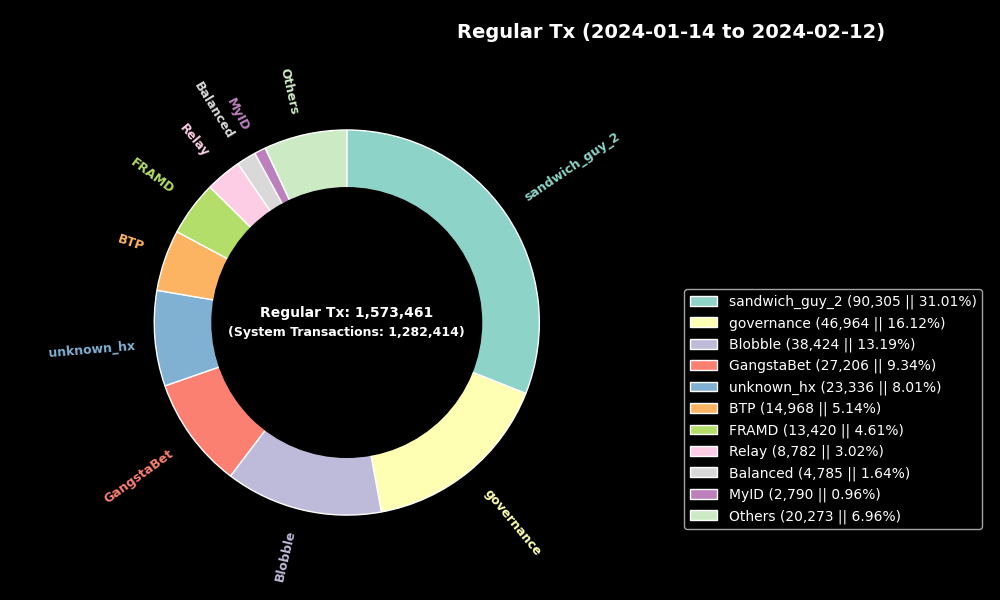 Regular Tx (2024-01-14 to 2024-02-12)
Others
MyID
Balanced
Relay
FRAMD
BTP
unknown_hx
GangstaBet
Blobble
governance
sandwich_guy_2
Regular Tx: 1,573,461
(System Transactions: 1,282,414)
sandwich_guy_2 (90,305 || 31.01%)
governance (46,964 || 16.12%)
Blobble (38,424 || 13.19%)
GangstaBet (27,206 || 9.34%)
unknown_hx (23,336 || 8.01%)
BTP (14,968 || 5.14%)
FRAMD (13,420 || 4.61%)
Relay (8,782 || 3.02%)
Balanced (4,785 || 1.64%)
MyID (2,790 || 0.96%)
Others (20,273 || 6.96%)